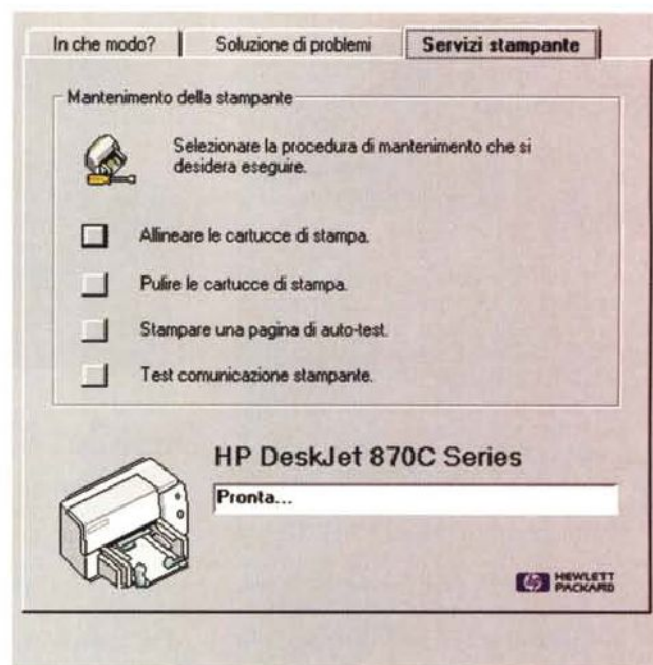 In che modo?
Soluzione di problemi
Servizi stampante
Mantenimento della stampante
Selezionare la procedura di mantenimento che si
desidera eseguire.
Allineare le cartucce di stampa.
Pulire le cartucce di stampa.
Stampare una pagina di auto-test.
Test comunicazione stampante.
HP DeskJet 870C Series
Pronta...
hp HEWLETT
PACKARD